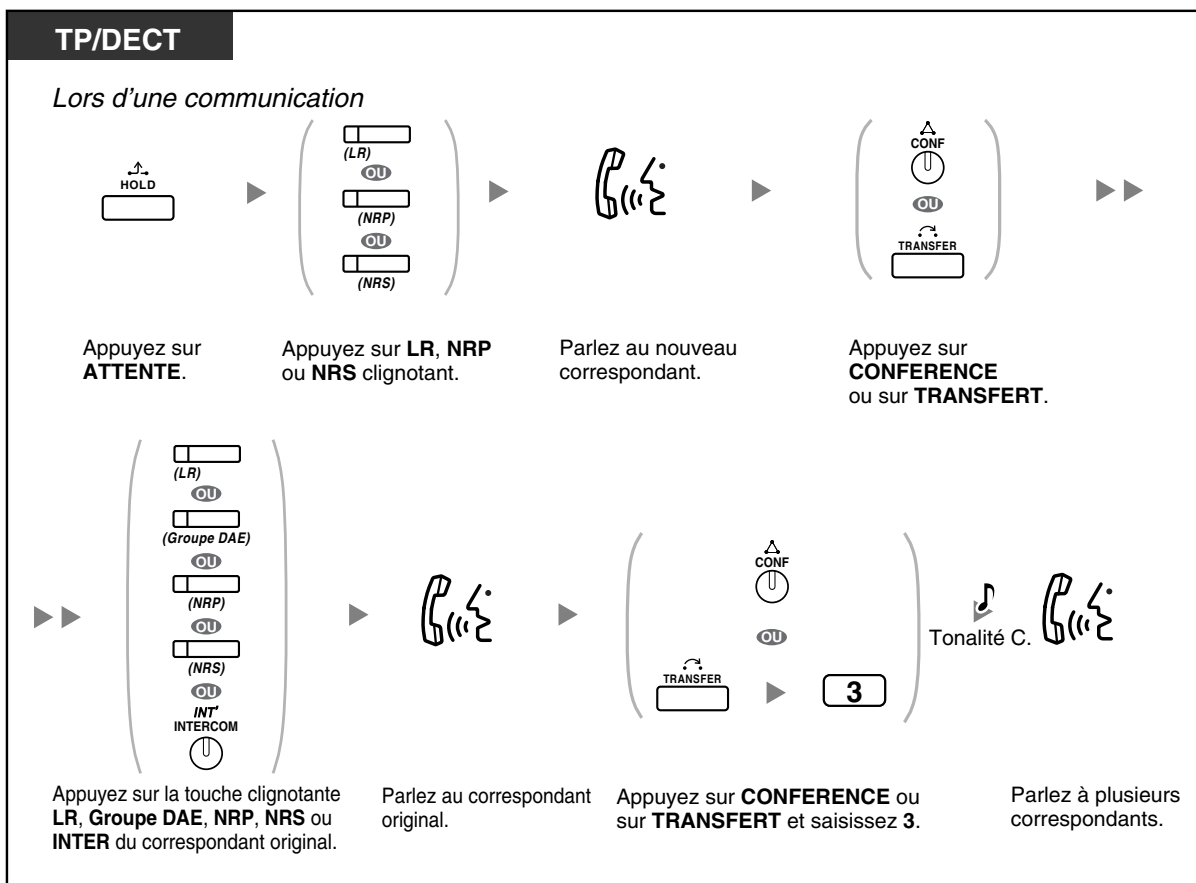 TP/DECT
Lors d'une communication
HOLD
(LR)
OU
(NRP)
OU
(NRS)
CONF
OU
TRANSFER
Appuyez sur
ATTENTE.
Appuyez sur LR, NRP
ou NRS clignotant.
Parlez au nouveau
correspondant.
Appuyez sur
CONFERENCE
ou sur TRANSFERT.
(LR)
OU
(Groupe DAE)
OU
(NRP)
OU
(NRS)
OU
INT'
INTERCOM
CONF
OU
TRANSFER
3
Tonalité C.
Appuyez sur la touche clignotante
LR, Groupe DAE, NRP, NRS ou
INTER du correspondant original.
Parlez au correspondant
original.
Appuyez sur CONFERENCE ou
sur TRANSFERT et saisissez 3.
Parlez à plusieurs
correspondants.